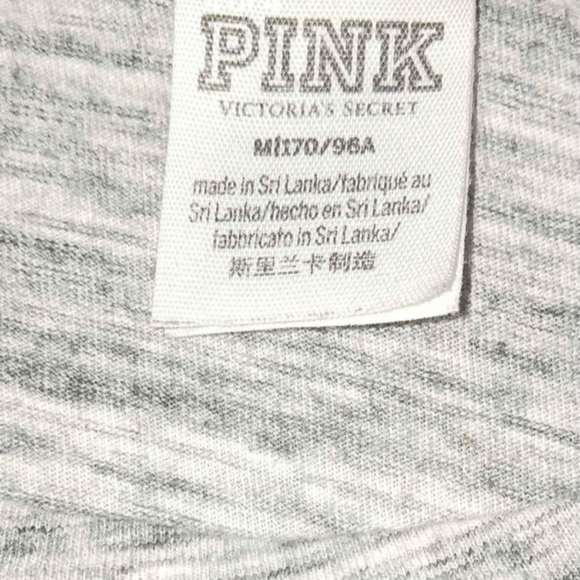 PINK
VICTORIA'S SECRET
M(170/96A
made in Sri Lanka/fabriqué au
Sri Lanka/hecho en Sri Lanka/
fabbricato in Sri Lanka/
斯里兰卡制造